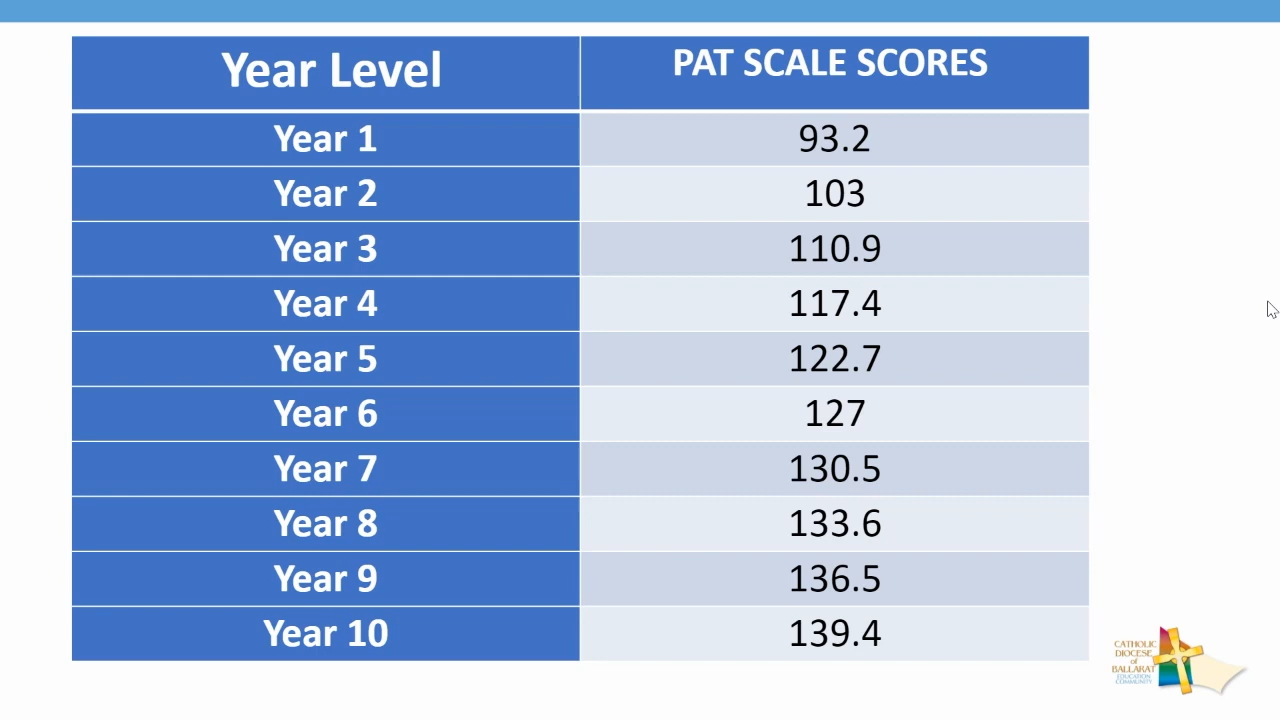 Year Level PAT SCALE SCORES
Year 1 93.2
Year 2 103
Year 3 110.9
Year 4 117.4
Year 5 122.7
Year 6 127
Year 7 130.5
Year 8 133.6
Year 9 136.5
Year 10 139.4
CATHOLIC
DIOCESE
of
BALLARAT
EDUCATION
COMMUNITY